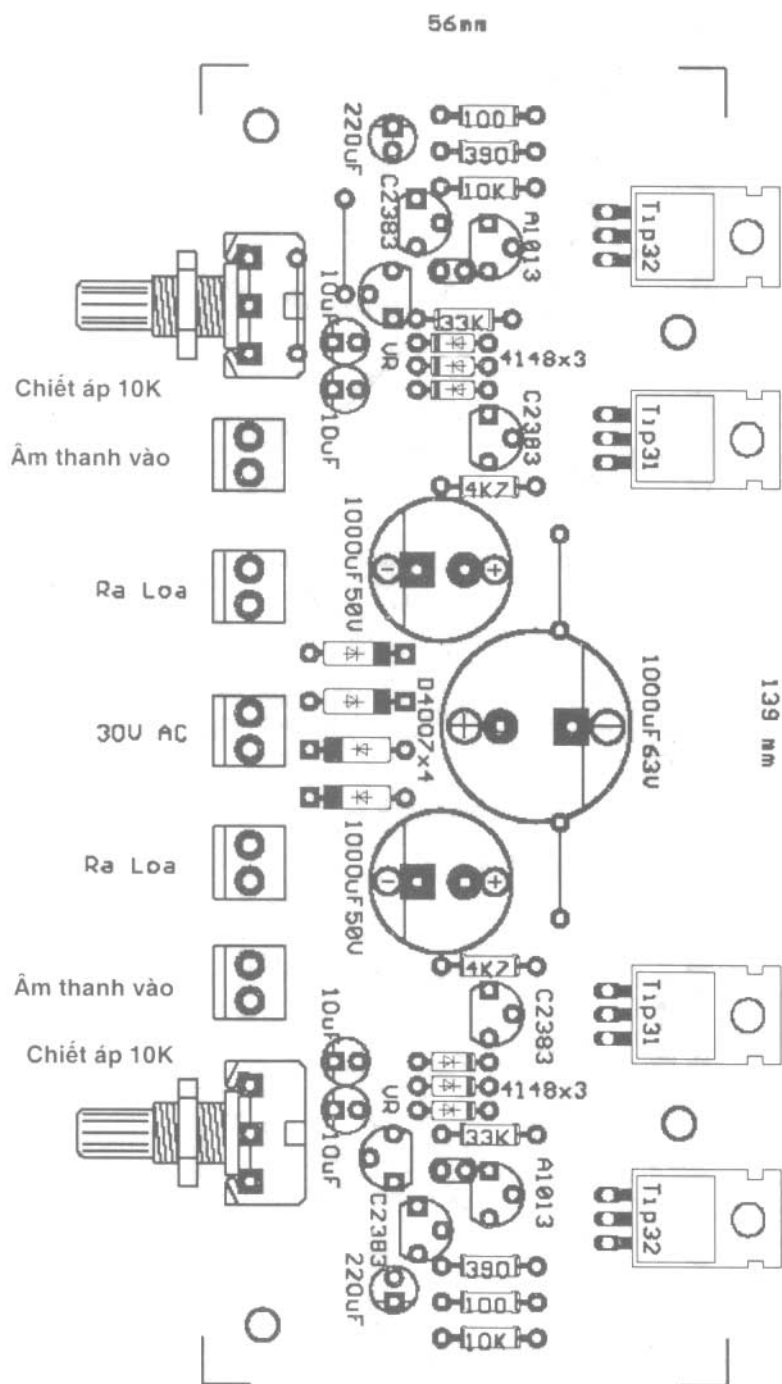 56mm
220uF
100
390
10K
C2383
A1013
Tip32
10uF
33K
VR
4148x3
Chiết áp 10K
10uF
C2383
Tip31
Âm thanh vào
4K7
1000uF50V
Ra Loa
D4007x4
1000uF63V
139 mm
30V AC
1000uF50V
Ra Loa
4K7
Âm thanh vào
10uF
C2383
Tip31
Chiết áp 10K
4148x3
VR
10uF
33K
A1013
Tip32
C2383
390
220uF
100
10K